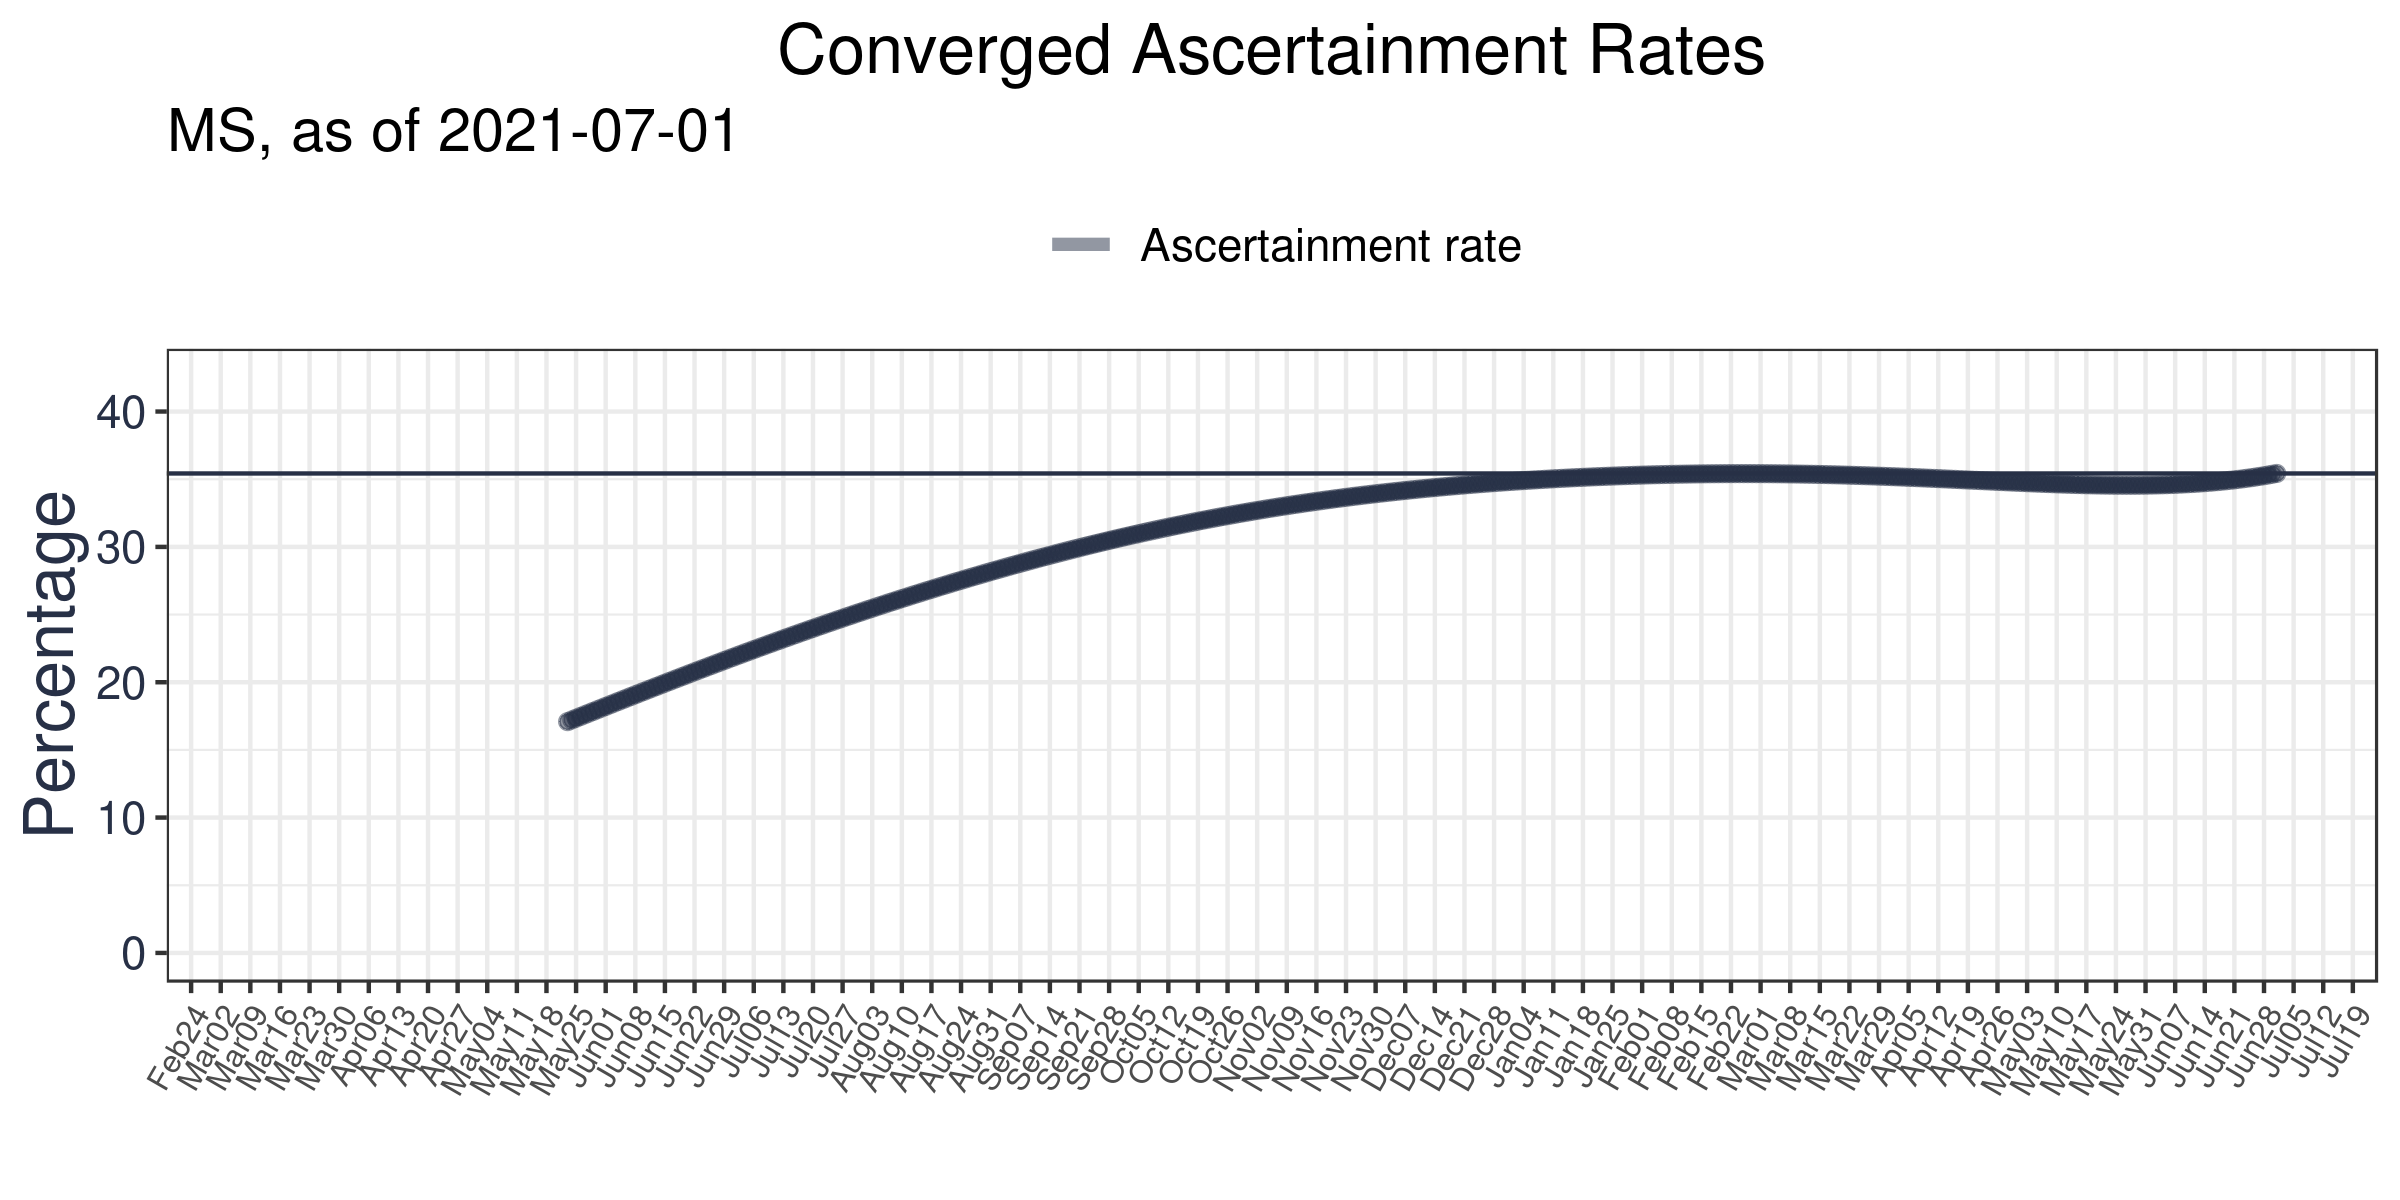 Converged Ascertainment Rates
MS, as of 2021-07-01
Ascertainment rate
Percentage
40
30
20
10
0
Feb24
Mar02
Mar09
Mar16
Mar23
Mar30
Apr06
Apr13
Apr20
Apr27
May04
May11
May18
May25
Jun01
Jun08
Jun15
Jun22
Jun29
Jul06
Jul13
Jul20
Jul27
Aug03
Aug10
Aug17
Aug24
Aug31
Sep07
Sep14
Sep21
Sep28
Oct05
Oct12
Oct19
Oct26
Nov02
Nov09
Nov16
Nov23
Nov30
Dec07
Dec14
Dec21
Dec28
Jan04
Jan11
Jan18
Jan25
Feb01
Feb08
Feb15
Feb22
Mar01
Mar08
Mar15
Mar22
Mar29
Apr05
Apr12
Apr19
Apr26
May03
May10
May17
May24
May31
Jun07
Jun14
Jun21
Jun28
Jul05
Jul12
Jul19